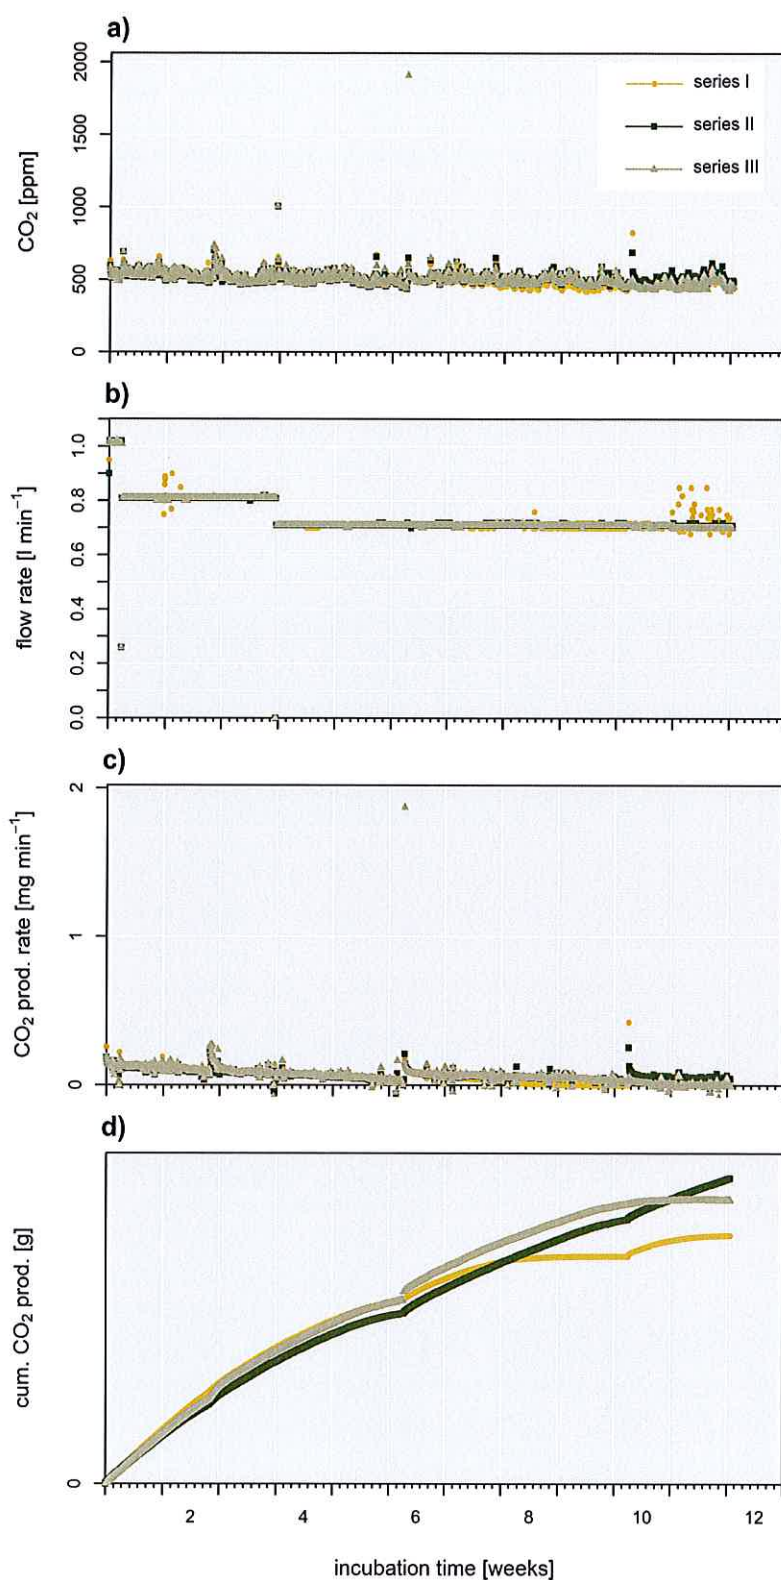 a)
2000
1500
1000
500
0
CO2 [ppm]
series I
series II
series III
b)
1.0
0.8
0.6
0.4
0.2
0.0
flow rate [l min−1]
c)
2
1
0
CO2 prod. rate [mg min−1]
d)
0
cum. CO2 prod. [g]
2 4 6 8 10 12
incubation time [weeks]